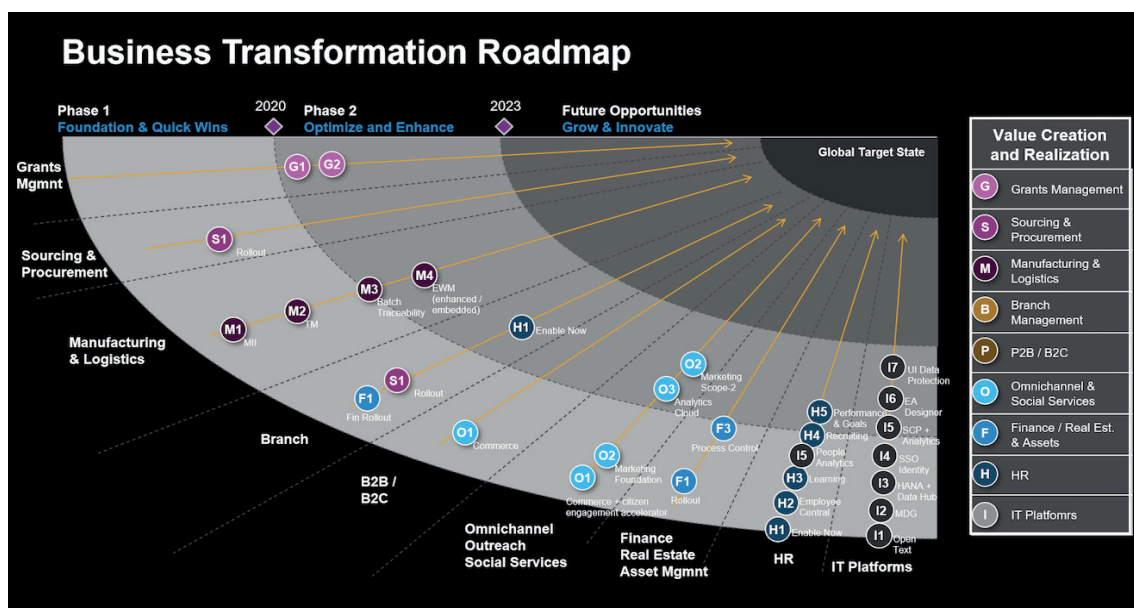 Business Transformation Roadmap
Phase 1
Foundation & Quick Wins
2020
Phase 2
Optimize and Enhance
2023
Future Opportunities
Grow & Innovate
Global Target State
Grants
Mgmnt
G1
G2
Sourcing &
Procurement
S1
Rollout
Manufacturing
& Logistics
M1
MII
M2
TM
M3
Batch
Traceability
M4
EWM
(enhanced /
embedded)
Branch
F1
Fin Rollout
S1
Rollout
H1
Enable Now
B2B /
B2C
O1
Commerce
Omnichannel
Outreach
Social Services
O1
Commerce + citizen
engagement accelerator
O2
Marketing
Foundation
O3
Analytics
Cloud
O2
Marketing
Scope-2
Finance
Real Estate
Asset Mgmnt
F1
Rollout
F3
Process Control
HR
H5
Performance
& Goals
H4
Recruiting
I5
People
Analytics
H3
Learning
H2
Employee
Central
H1
Enable Now
IT Platforms
I7
UI Data
Protection
I6
EA
Designer
I5
SCP +
Analytics
I4
SSO
Identity
I3
HANA +
Data Hub
I2
MDG
I1
Open
Text
Value Creation
and Realization
G
Grants Management
S
Sourcing &
Procurement
M
Manufacturing &
Logistics
B
Branch
Management
P
P2B / B2C
O
Omnichannel &
Social Services
F
Finance / Real Est.
& Assets
H
HR
I
IT Platfomrs